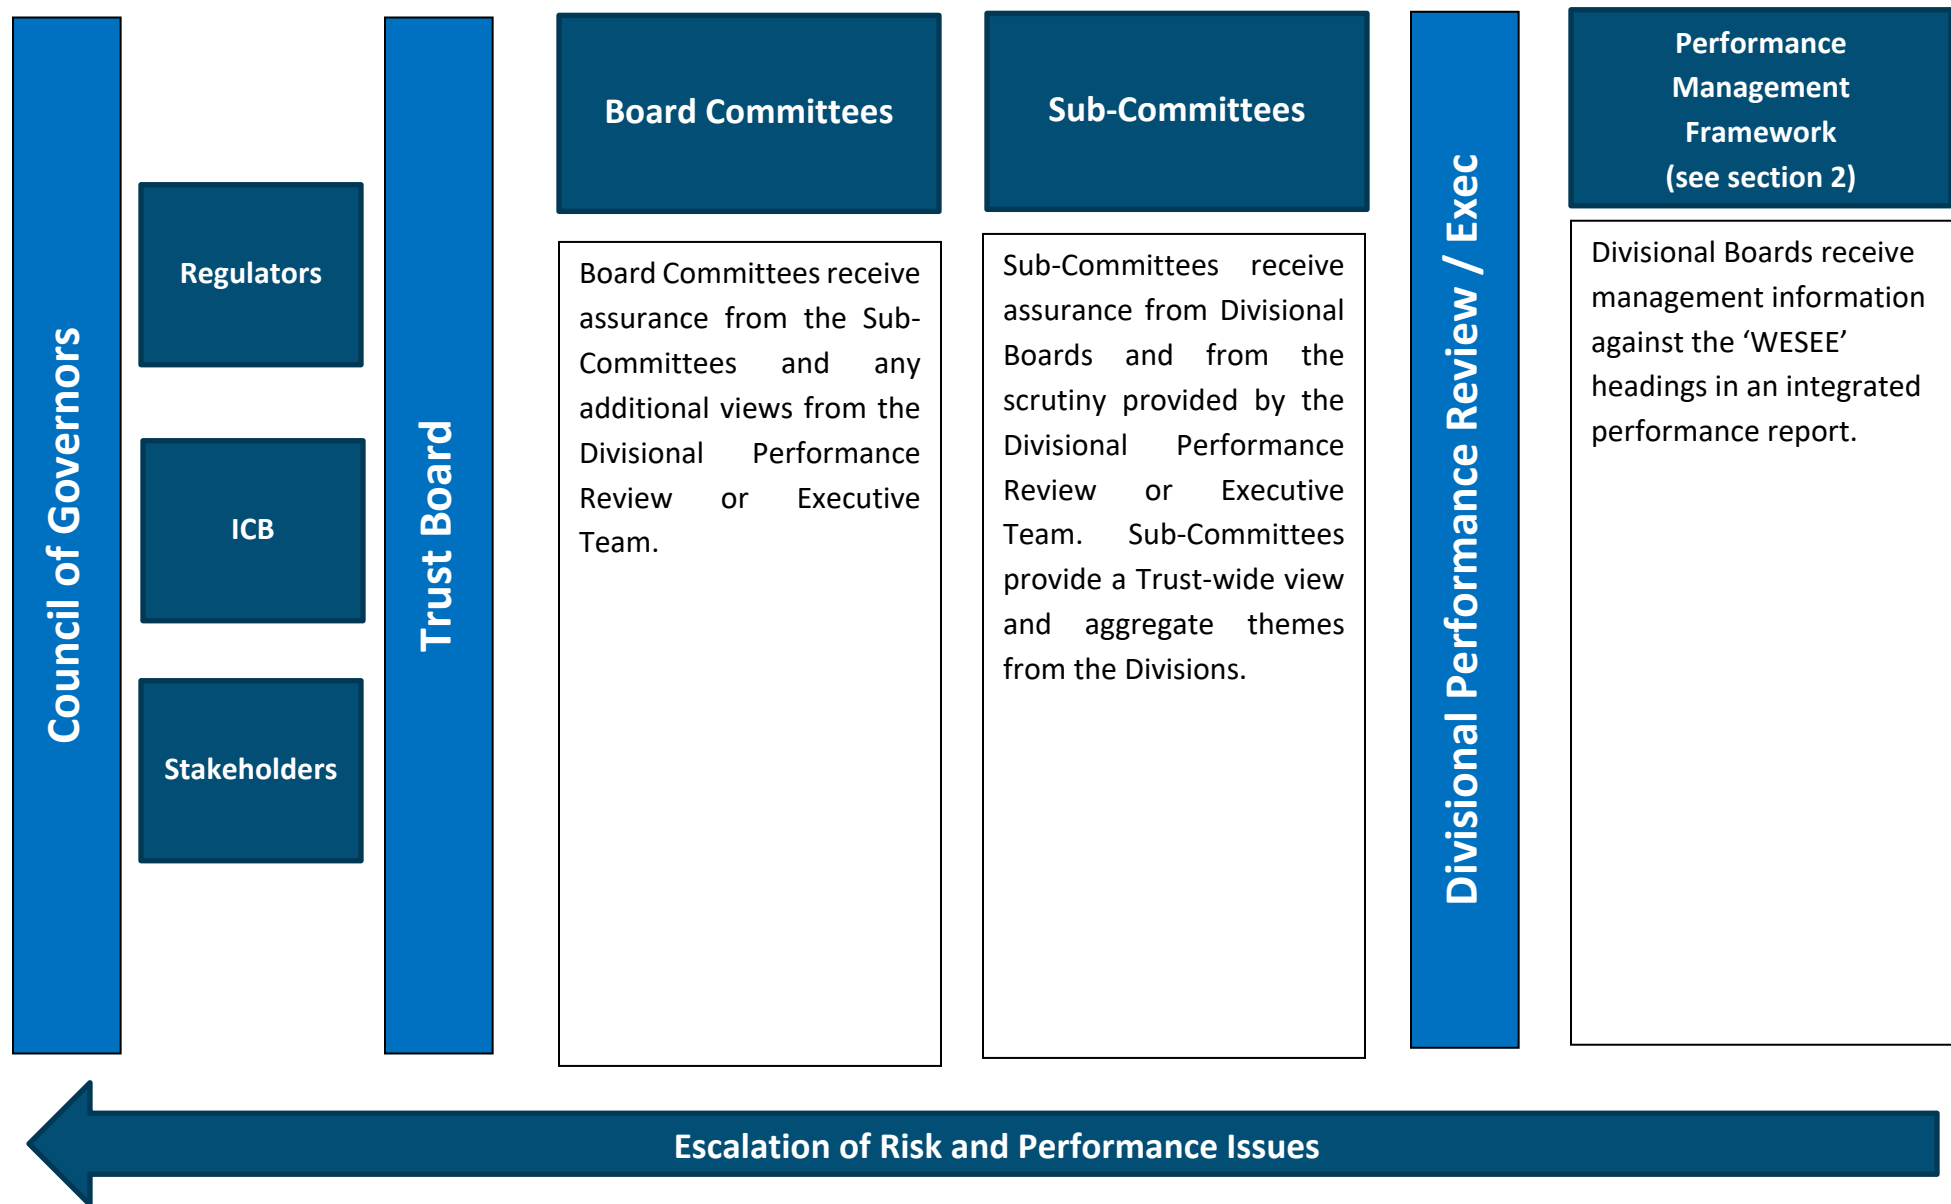 Council of Governors
Regulators
ICB
Stakeholders
Trust Board
Board Committees
Board Committees receive
assurance from the Sub-
Committees and any
additional views from the
Divisional Performance
Review or Executive
Team.
Sub-Committees
Sub-Committees receive
assurance from Divisional
Boards and from the
scrutiny provided by the
Divisional Performance
Review or Executive
Team. Sub-Committees
provide a Trust-wide view
and aggregate themes
from the Divisions.
Divisional Performance Review / Exec
Performance
Management
Framework
(see section 2)
Divisional Boards receive
management information
against the ‘WESEE’
headings in an integrated
performance report.
Escalation of Risk and Performance Issues